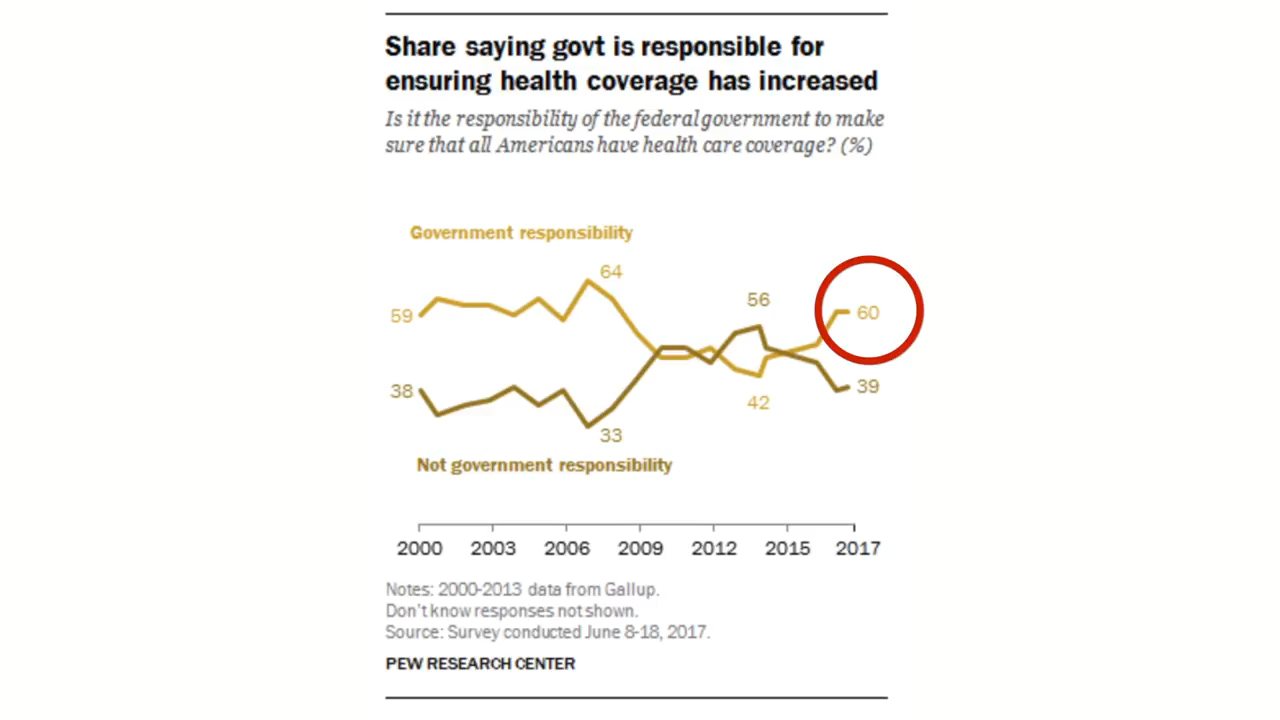 Share saying govt is responsible for
ensuring health coverage has increased
Is it the responsibility of the federal government to make
sure that all Americans have health care coverage? (%)
Government responsibility
64
56
59
60
38
39
42
33
Not government responsibility
2000 2003 2006 2009 2012 2015 2017
Notes: 2000-2013 data from Gallup.
Don't know responses not shown.
Source: Survey conducted June 8-18, 2017.
PEW RESEARCH CENTER